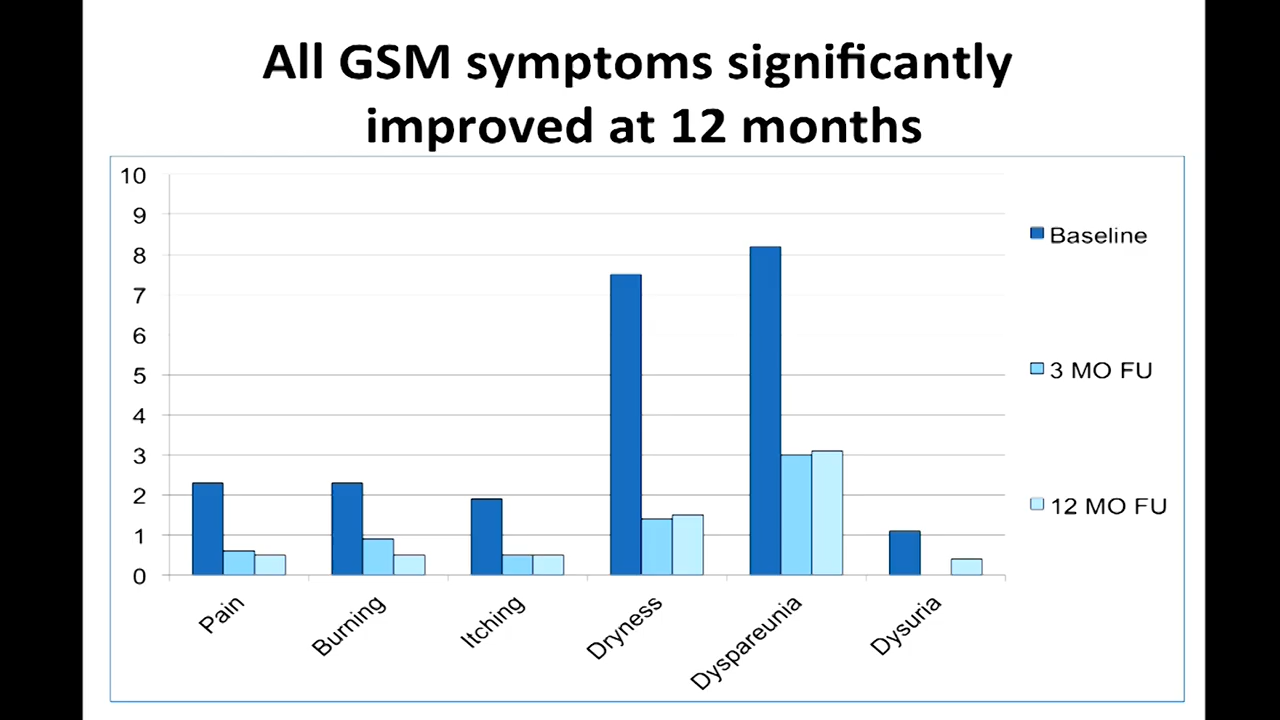 All GSM symptoms significantly
improved at 12 months
10
9
8
7
6
5
4
3
2
1
0
Pain
Burning
Itching
Dryness
Dyspareunia
Dysuria
Baseline
3 MO FU
12 MO FU